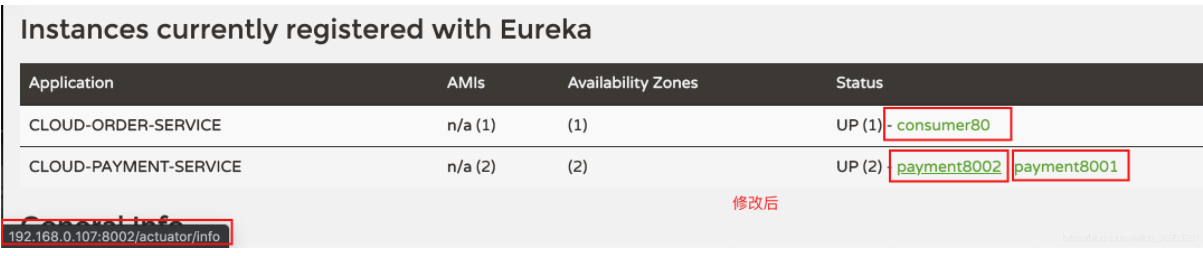 Instances currently registered with Eureka
Application AMIs Availability Zones Status
CLOUD-ORDER-SERVICE n/a (1) (1) UP (1) - consumer80
CLOUD-PAYMENT-SERVICE n/a (2) (2) UP (2) - payment8002 payment8001
修改后
General Info
192.168.0.107:8002/actuator/info